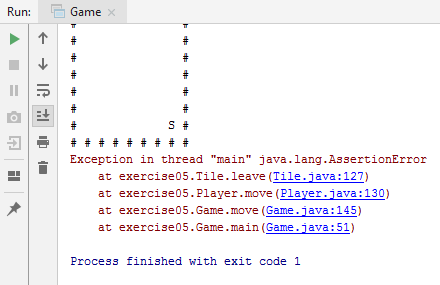 Run: Game
# #
# #
# #
# #
# #
# #
# S #
# # # # # # # # #
Exception in thread "main" java.lang.AssertionError
at exercise05.Tile.leave(Tile.java:127)
at exercise05.Player.move(Player.java:130)
at exercise05.Game.move(Game.java:145)
at exercise05.Game.main(Game.java:51)
Process finished with exit code 1